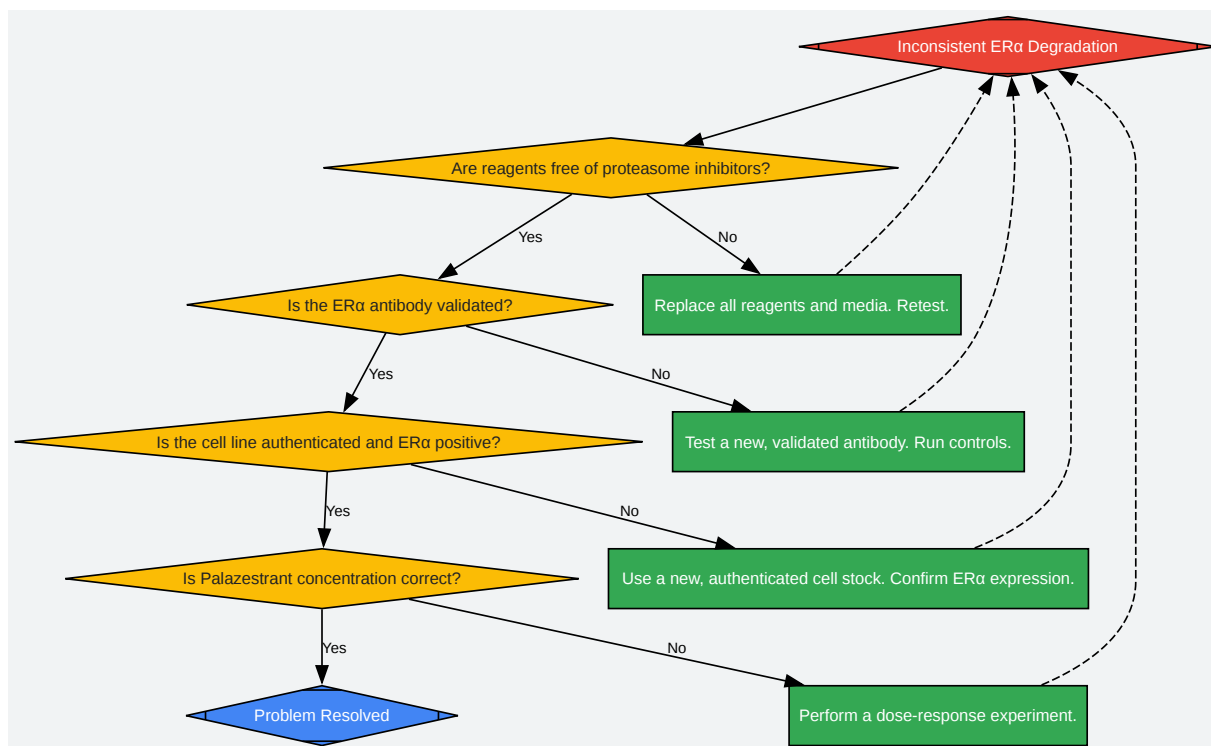 Inconsistent ERα Degradation
Are reagents free of proteasome inhibitors?
Yes
No
Is the ERα antibody validated?
Replace all reagents and media. Retest.
Yes
No
Is the cell line authenticated and ERα positive?
Test a new, validated antibody. Run controls.
Yes
No
Is Palazestrant concentration correct?
Use a new, authenticated cell stock. Confirm ERα expression.
Yes
No
Problem Resolved
Perform a dose-response experiment.